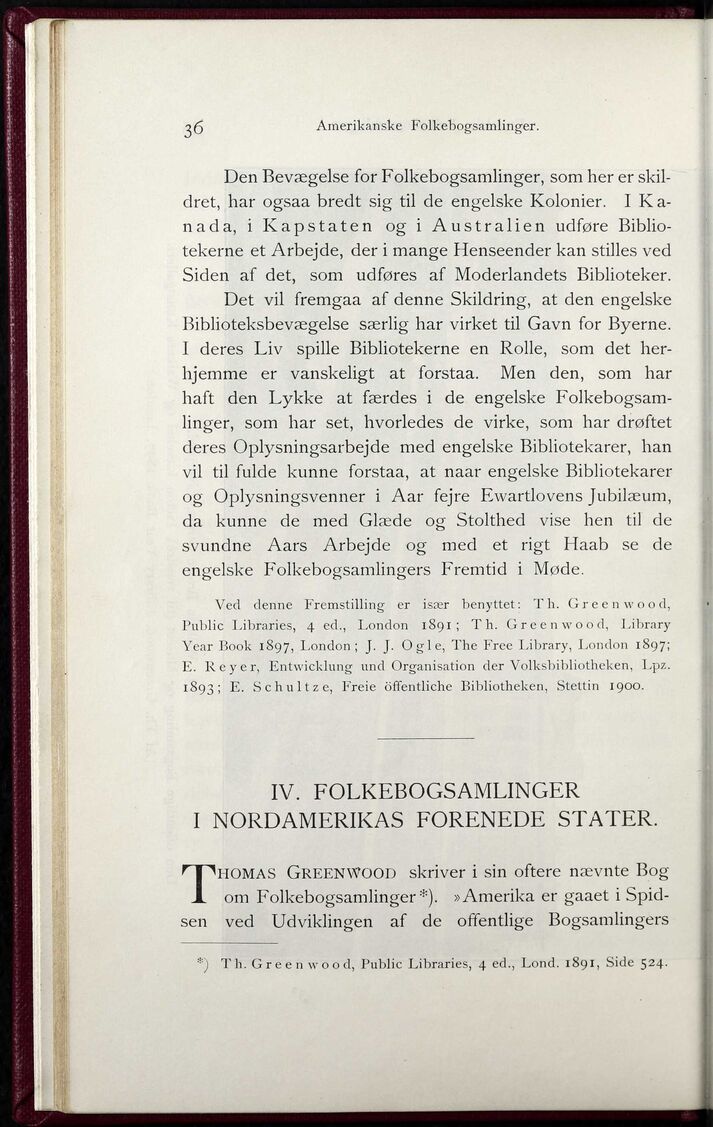 36
Amerikanske Folkebogsamlinger.
Den Bevægelse for Folkebogsamlinger, som her er skil-
dret, har ogsaa bredt sig til de engelske Kolonier. I Ka-
nada, i Kapstaten og i Australien udføre Biblio-
tekerne et Arbejde, der i mange Henseender kan stilles ved
Siden af det, som udføres af Moderlandets Biblioteker.
Det vil fremgaa af denne Skildring, at den engelske
Biblioteksbevægelse særlig har virket til Gavn for Byerne.
I deres Liv spille Bibliotekerne en Rolle, som det her-
hjemme er vanskeligt at forstaa. Men den, som har
haft den Lykke at færdes i de engelske Folkebogsam-
linger, som har set, hvorledes de virke, som har drøftet
deres Oplysningsarbejde med engelske Bibliotekarer, han
vil til fulde kunne forstaa, at naar engelske Bibliotekarer
og Oplysningsvenner i Aar fejre Ewartlovens Jubilæum,
da kunne de med Glæde og Stolthed vise hen til de
svundne Aars Arbejde og med et rigt Haab se de
engelske Folkebogsamlingers Fremtid i Møde.
Ved denne Fremstilling er især benyttet: Th. Greenwood,
Public Libraries, 4 ed., London 1891; Th. Greenwood, Library
Year Book 1897, London; J. J. Ogle, The Free Library, London 1897;
E. Reyer, Entwicklung und Organisation der Volksbibliotheken, Lpz.
1893; E. Schultze, Freie öffentliche Bibliotheken, Stettin 1900.
IV. FOLKEBOGSAMLINGER
I NORDAMERIKAS FORENEDE STATER.
THOMAS GREENWOOD skriver i sin oftere nævnte Bog
om Folkebogsamlinger*). »Amerika er gaaet i Spid-
sen ved Udviklingen af de offentlige Bogsamlingers
*) Th. Greenwood, Public Libraries, 4 ed., Lond. 1891, Side 524.